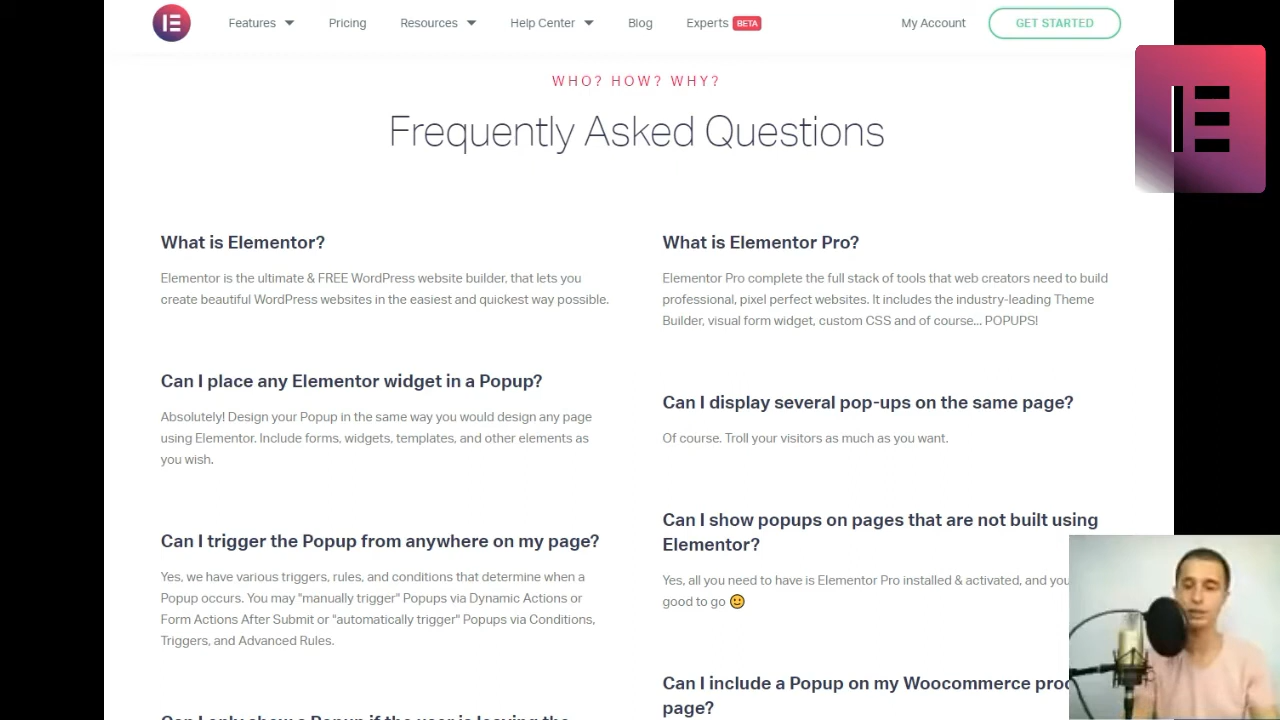 Features Pricing Resources Help Center Blog Experts BETA My Account GET STARTED
WHO? HOW? WHY?
Frequently Asked Questions
What is Elementor?
Elementor is the ultimate & FREE WordPress website builder, that lets you
create beautiful WordPress websites in the easiest and quickest way possible.
Can I place any Elementor widget in a Popup?
Absolutely! Design your Popup in the same way you would design any page
using Elementor. Include forms, widgets, templates, and other elements as
you wish.
Can I trigger the Popup from anywhere on my page?
Yes, we have various triggers, rules, and conditions that determine when a
Popup occurs. You may "manually trigger" Popups via Dynamic Actions or
Form Actions After Submit or "automatically trigger" Popups via Conditions,
Triggers, and Advanced Rules.
Can I only show a Popup if the user is leaving the
What is Elementor Pro?
Elementor Pro complete the full stack of tools that web creators need to build
professional, pixel perfect websites. It includes the industry-leading Theme
Builder, visual form widget, custom CSS and of course... POPUPS!
Can I display several pop-ups on the same page?
Of course. Troll your visitors as much as you want.
Can I show popups on pages that are not built using
Elementor?
Yes, all you need to have is Elementor Pro installed & activated, and
good to go 🙂
Can I include a Popup on my Woocommerce
page?